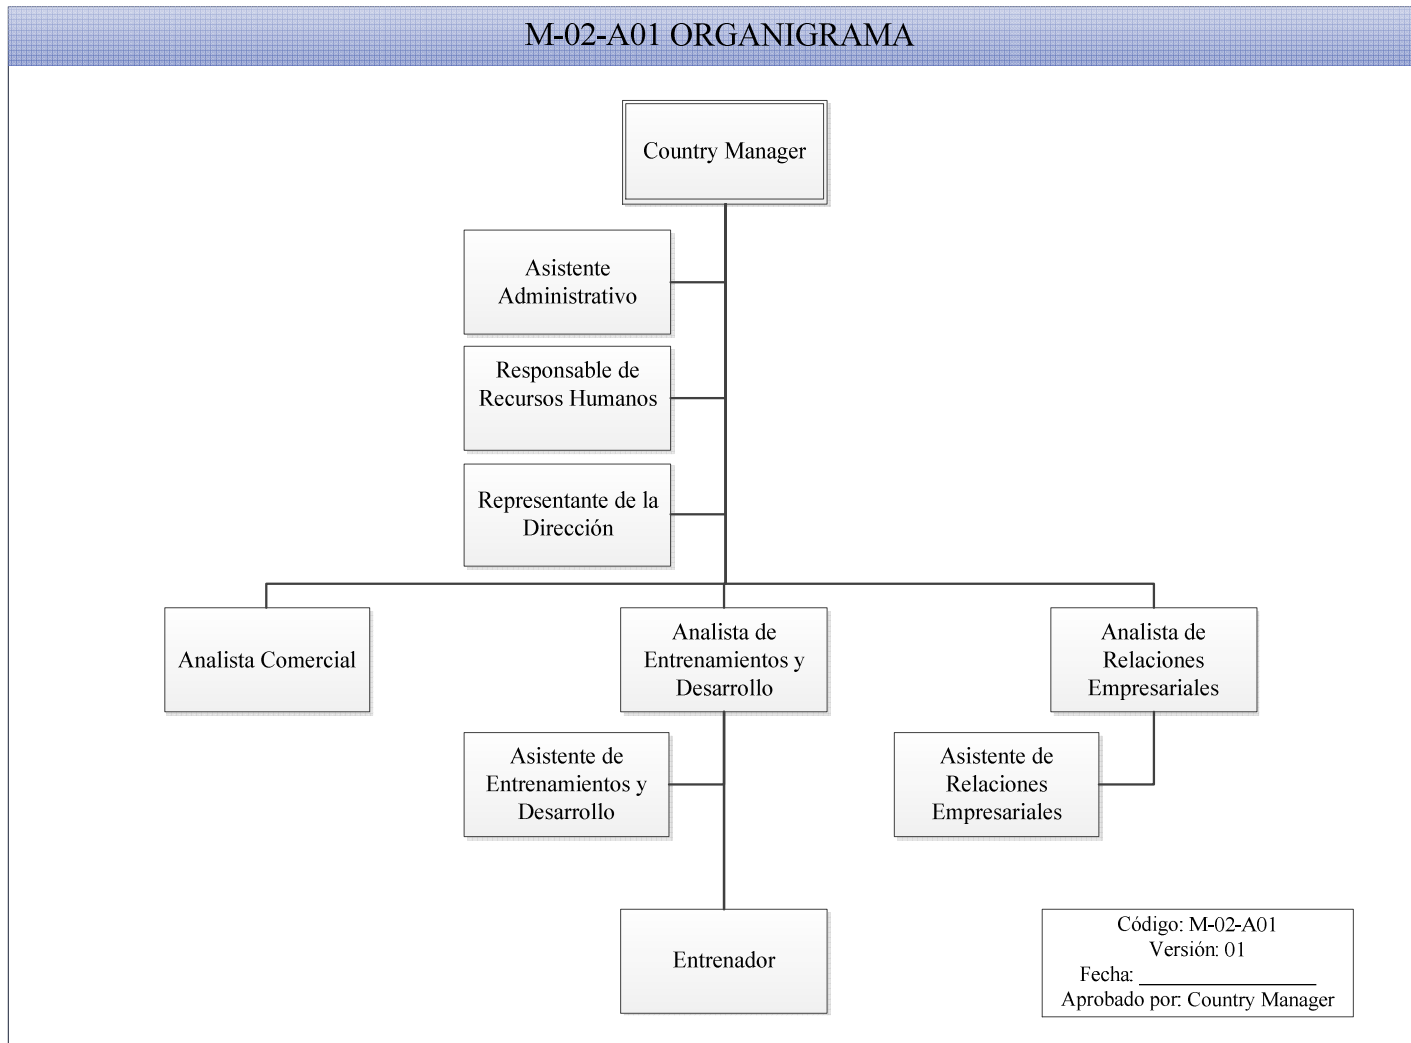 M-02-A01 ORGANIGRAMA
Country Manager
Asistente
Administrativo
Responsable de
Recursos Humanos
Representante de la
Dirección
Analista Comercial
Analista de
Entrenamientos y
Desarrollo
Analista de
Relaciones
Empresariales
Asistente de
Entrenamientos y
Desarrollo
Asistente de
Relaciones
Empresariales
Entrenador
Código: M-02-A01
Versión: 01
Fecha: ________________
Aprobado por: Country Manager